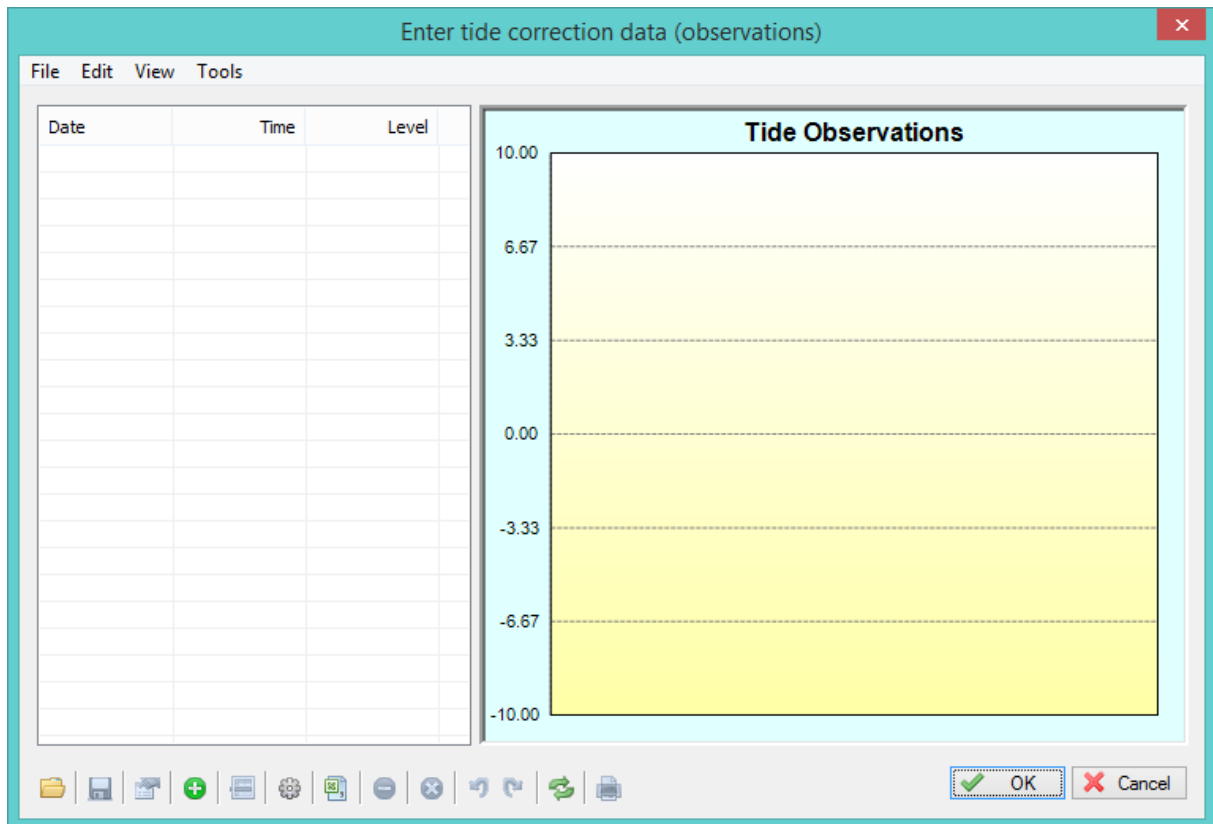 Enter tide correction data (observations)
File Edit View Tools
Date Time Level
Tide Observations
10.00
6.67
3.33
0.00
-3.33
-6.67
-10.00
OK Cancel